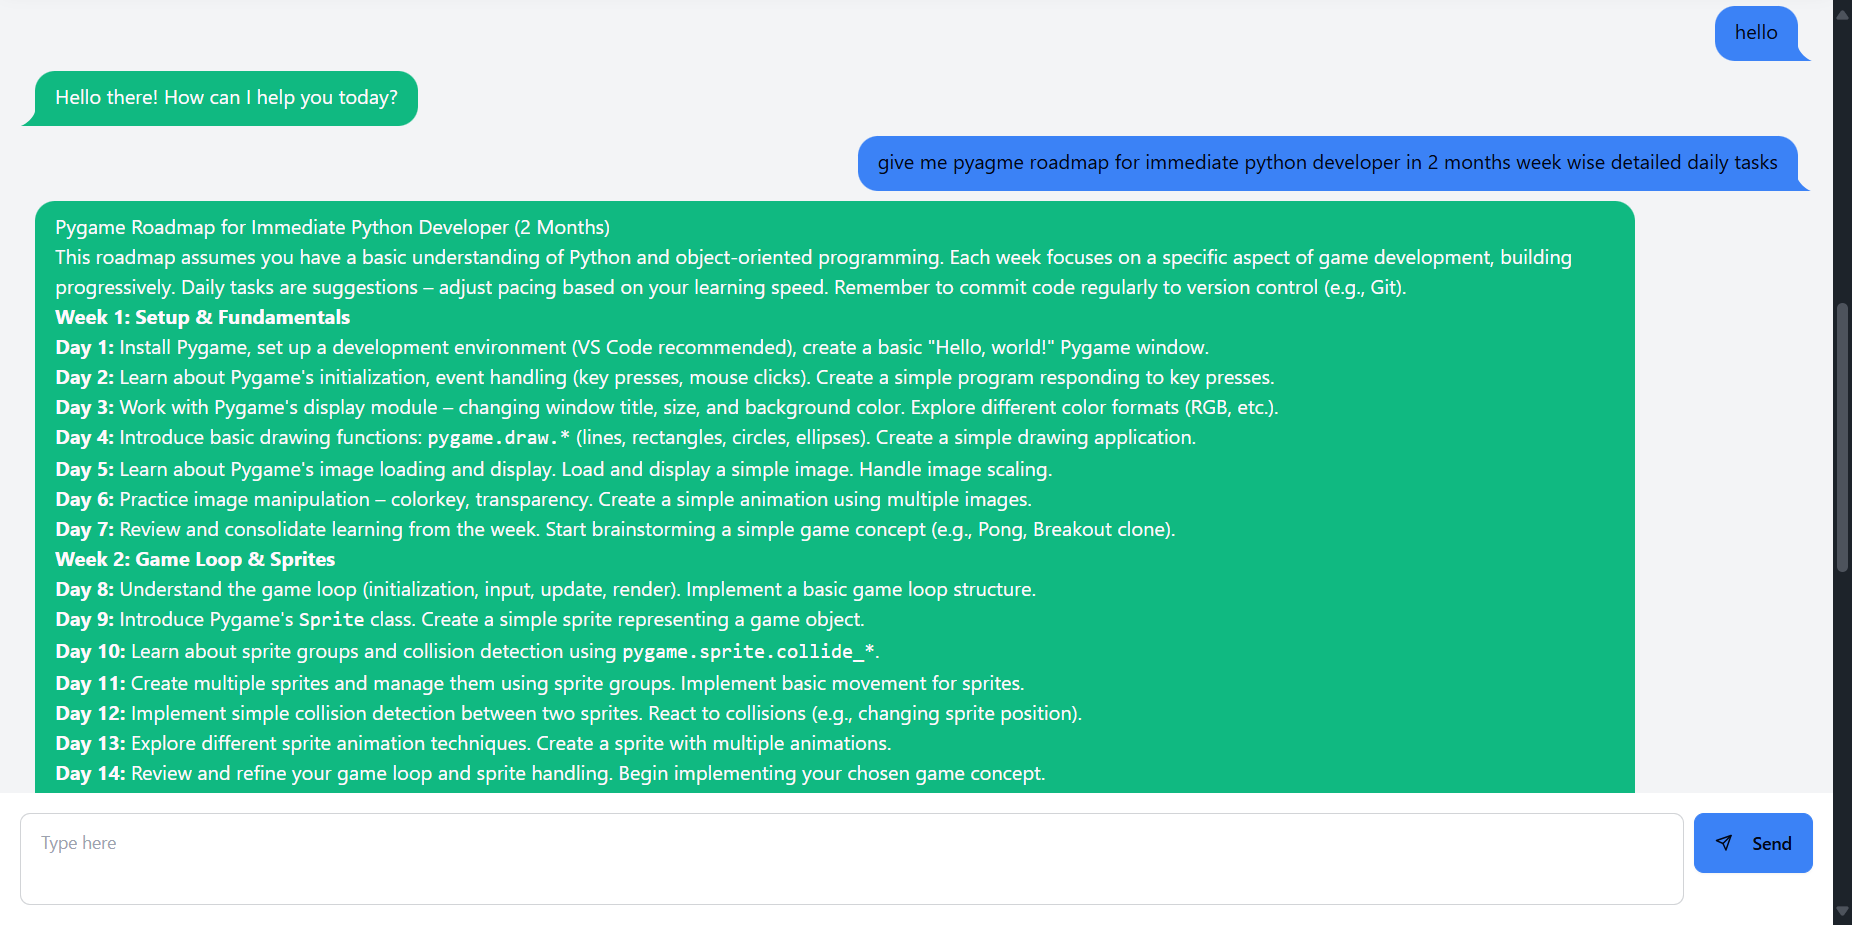 hello
Hello there! How can I help you today?
give me pyagme roadmap for immediate python developer in 2 months week wise detailed daily tasks
Pygame Roadmap for Immediate Python Developer (2 Months)
This roadmap assumes you have a basic understanding of Python and object-oriented programming. Each week focuses on a specific aspect of game development, building
progressively. Daily tasks are suggestions – adjust pacing based on your learning speed. Remember to commit code regularly to version control (e.g., Git).
Week 1: Setup & Fundamentals
Day 1: Install Pygame, set up a development environment (VS Code recommended), create a basic "Hello, world!" Pygame window.
Day 2: Learn about Pygame's initialization, event handling (key presses, mouse clicks). Create a simple program responding to key presses.
Day 3: Work with Pygame's display module – changing window title, size, and background color. Explore different color formats (RGB, etc.).
Day 4: Introduce basic drawing functions: pygame.draw.* (lines, rectangles, circles, ellipses). Create a simple drawing application.
Day 5: Learn about Pygame's image loading and display. Load and display a simple image. Handle image scaling.
Day 6: Practice image manipulation – colorkey, transparency. Create a simple animation using multiple images.
Day 7: Review and consolidate learning from the week. Start brainstorming a simple game concept (e.g., Pong, Breakout clone).
Week 2: Game Loop & Sprites
Day 8: Understand the game loop (initialization, input, update, render). Implement a basic game loop structure.
Day 9: Introduce Pygame's Sprite class. Create a simple sprite representing a game object.
Day 10: Learn about sprite groups and collision detection using pygame.sprite.collide_*.
Day 11: Create multiple sprites and manage them using sprite groups. Implement basic movement for sprites.
Day 12: Implement simple collision detection between two sprites. React to collisions (e.g., changing sprite position).
Day 13: Explore different sprite animation techniques. Create a sprite with multiple animations.
Day 14: Review and refine your game loop and sprite handling. Begin implementing your chosen game concept.
Type here
Send